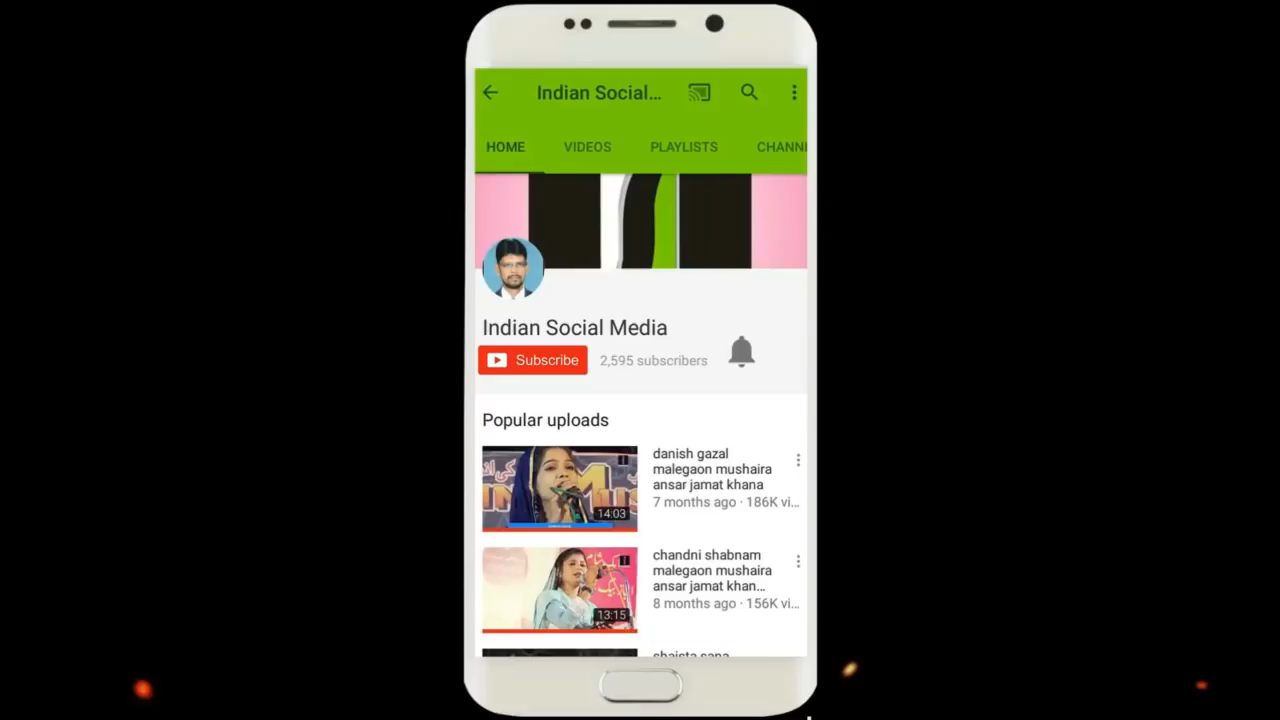 Indian Social...
HOME
VIDEOS
PLAYLISTS
CHANN
Indian Social Media
Subscribe
2,595 subscribers
Popular uploads
14:03
danish gazal
malegaon mushaira
ansar jamat khana
7 months ago · 186K vi...
13:15
chandni shabnam
malegaon mushaira
ansar jamat khan...
8 months ago · 156K vi...
shaista sana